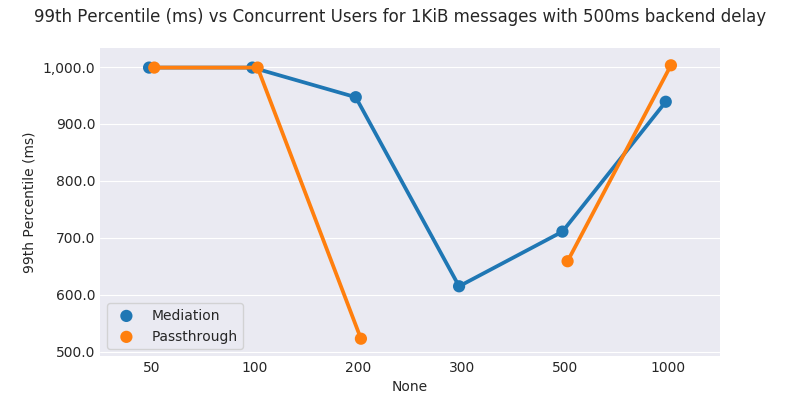 99th Percentile (ms) vs Concurrent Users for 1KiB messages with 500ms backend delay
99th Percentile (ms)
1,000.0
900.0
800.0
700.0
600.0
500.0
Mediation
Passthrough
50 100 200 300 500 1000
None